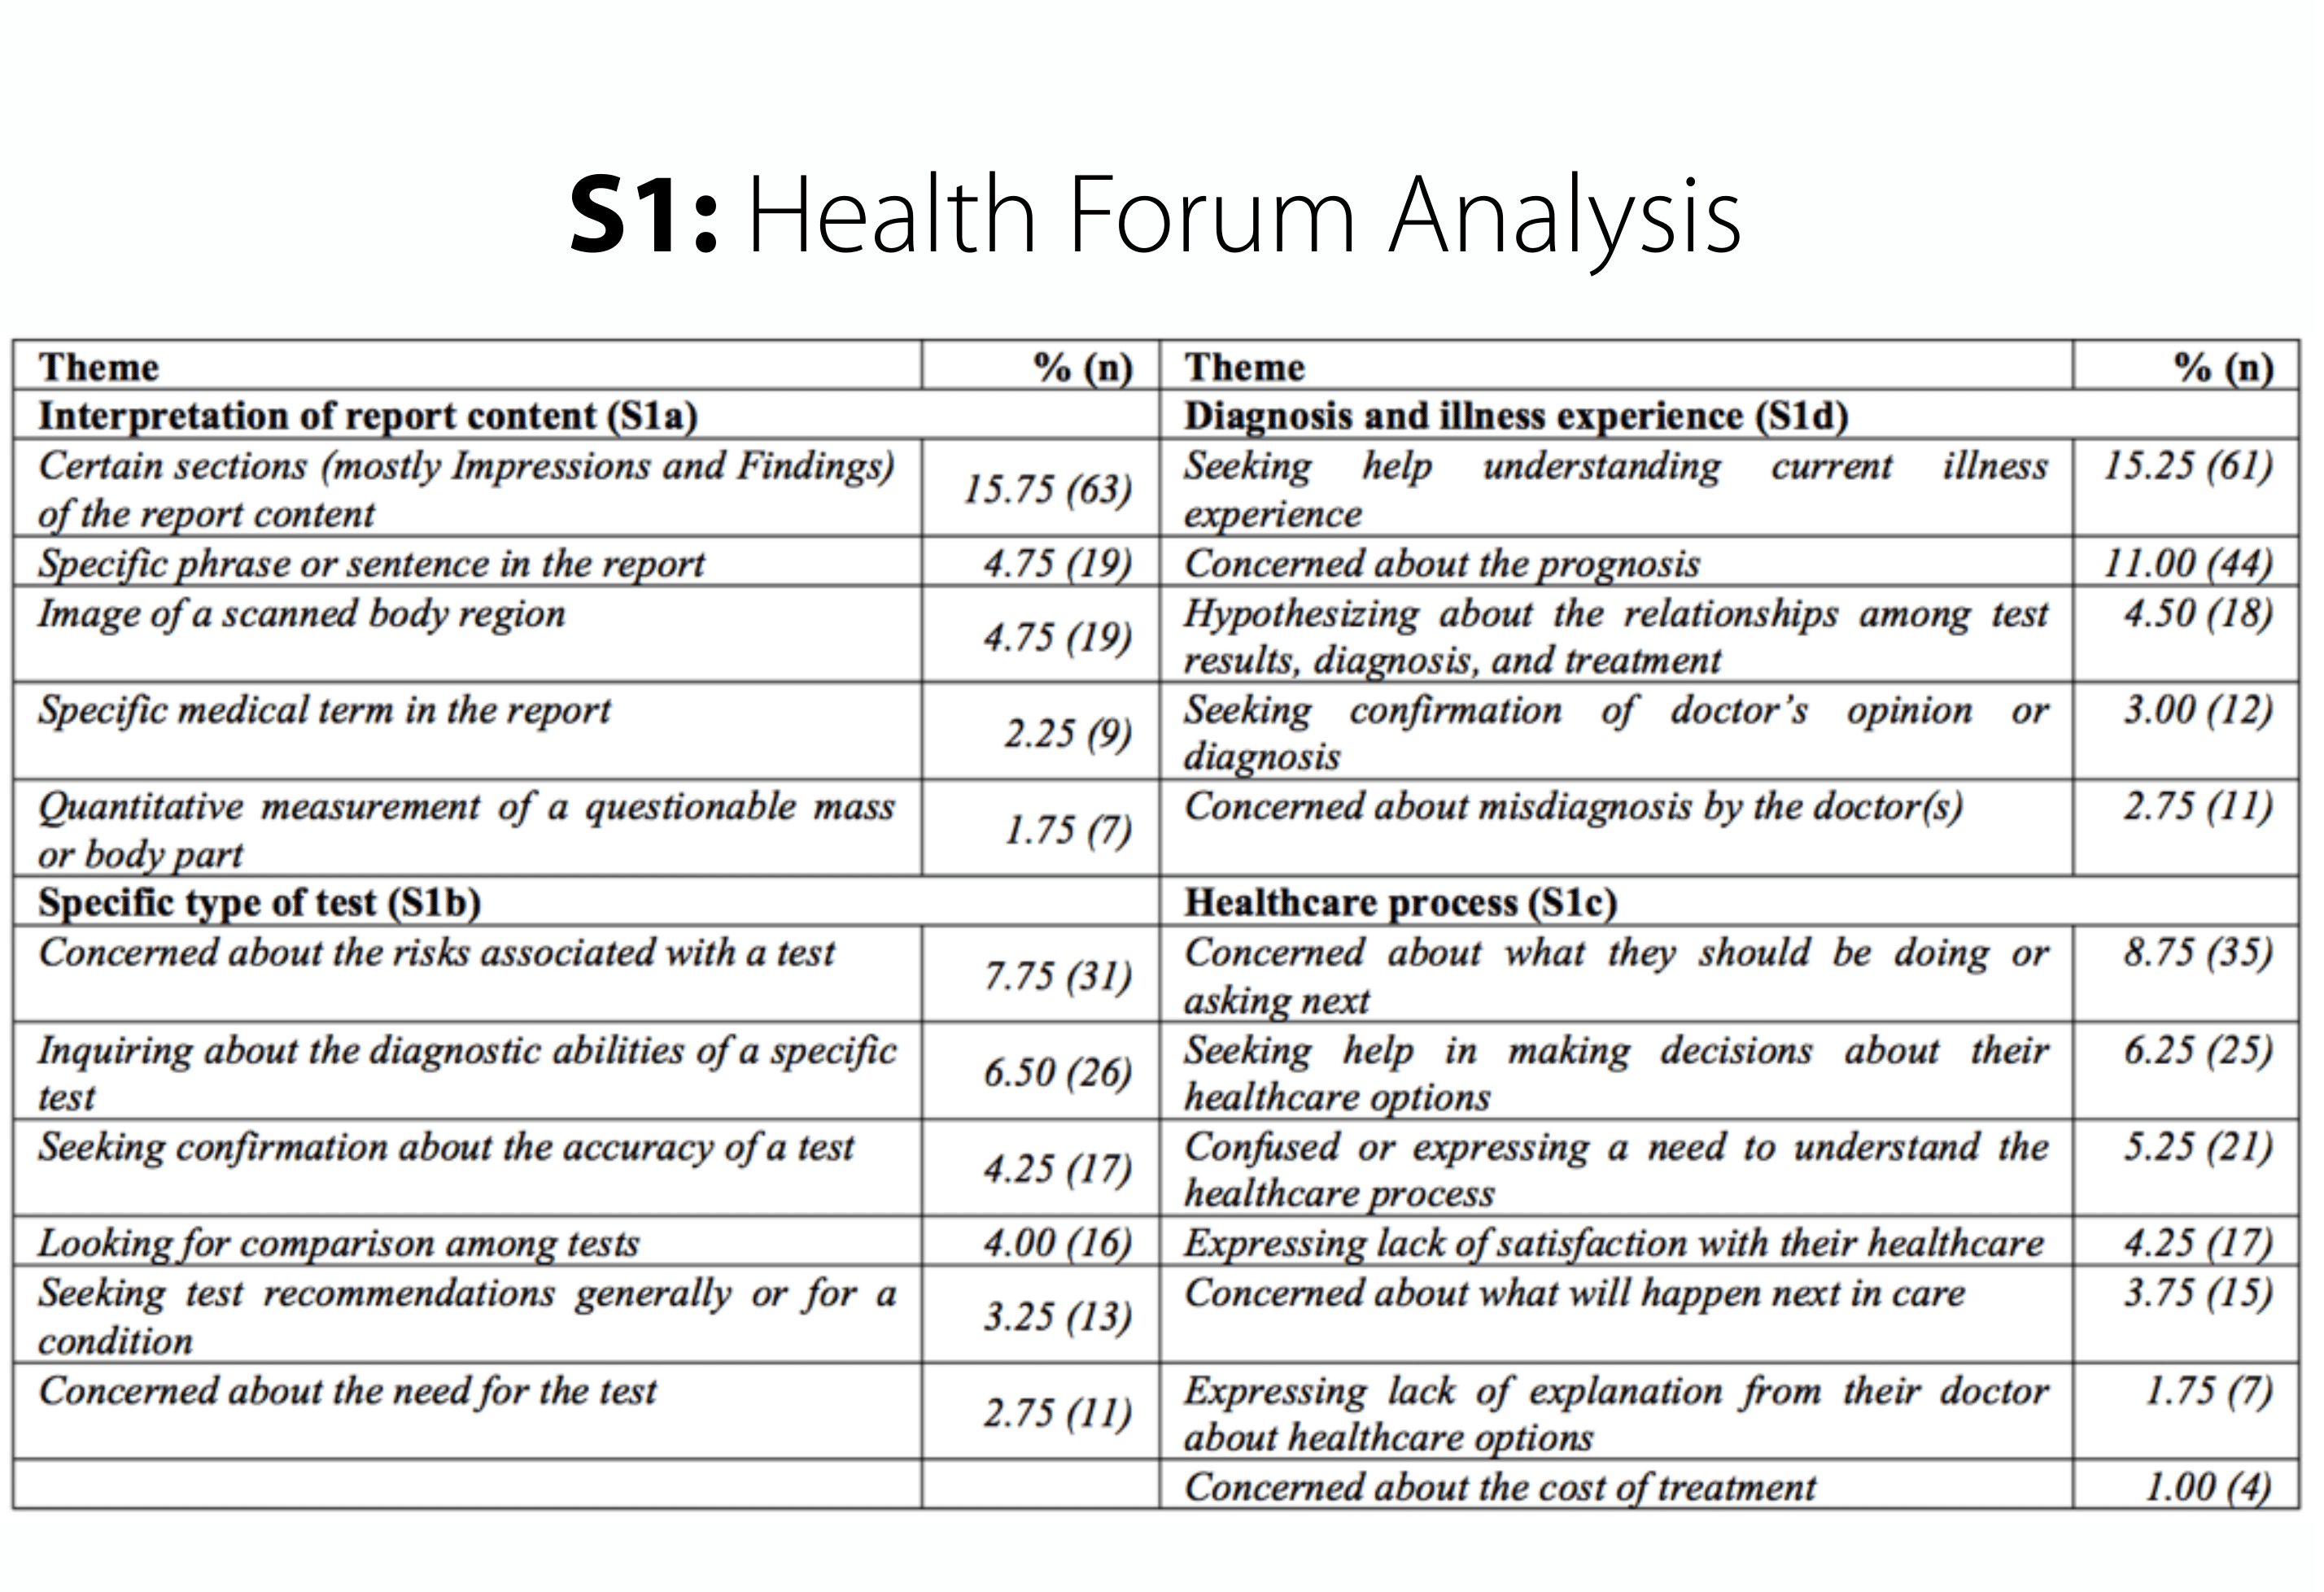 S1: Health Forum Analysis
Theme % (n) Theme % (n)
Interpretation of report content (S1a) Diagnosis and illness experience (S1d)
Certain sections (mostly Impressions and Findings) 15.75 (63) Seeking help understanding current illness 15.25 (61)
of the report content experience
Specific phrase or sentence in the report 4.75 (19) Concerned about the prognosis 11.00 (44)
Image of a scanned body region 4.75 (19) Hypothesizing about the relationships among test 4.50 (18)
results, diagnosis, and treatment
Specific medical term in the report 2.25 (9) Seeking confirmation of doctor's opinion or 3.00 (12)
diagnosis
Quantitative measurement of a questionable mass 1.75 (7) Concerned about misdiagnosis by the doctor(s) 2.75 (11)
or body part
Specific type of test (S1b) Healthcare process (S1c)
Concerned about the risks associated with a test 7.75 (31) Concerned about what they should be doing or 8.75 (35)
asking next
Inquiring about the diagnostic abilities of a specific 6.50 (26) Seeking help in making decisions about their 6.25 (25)
test healthcare options
Seeking confirmation about the accuracy of a test 4.25 (17) Confused or expressing a need to understand the 5.25 (21)
healthcare process
Looking for comparison among tests 4.00 (16) Expressing lack of satisfaction with their healthcare 4.25 (17)
Seeking test recommendations generally or for a 3.25 (13) Concerned about what will happen next in care 3.75 (15)
condition
Concerned about the need for the test 2.75 (11) Expressing lack of explanation from their doctor 1.75 (7)
about healthcare options
Concerned about the cost of treatment 1.00 (4)